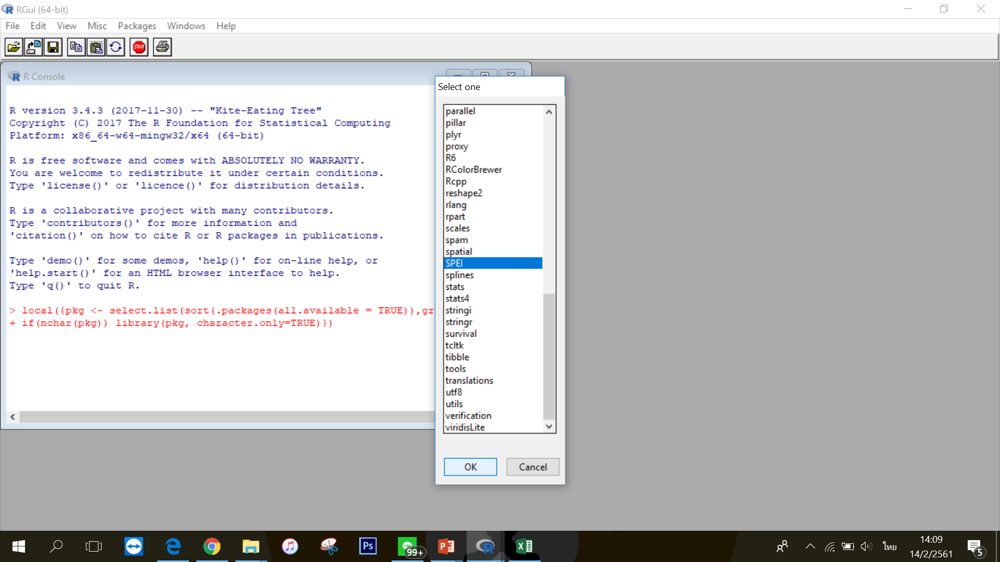 RGui (64-bit)
File Edit View Misc Packages Windows Help
STOP
R Console
R version 3.4.3 (2017-11-30) -- "Kite-Eating Tree"
Copyright (C) 2017 The R Foundation for Statistical Computing
Platform: x86_64-w64-mingw32/x64 (64-bit)
R is free software and comes with ABSOLUTELY NO WARRANTY.
You are welcome to redistribute it under certain conditions.
Type 'license()' or 'licence()' for distribution details.
R is a collaborative project with many contributors.
Type 'contributors()' for more information and
'citation()' on how to cite R or R packages in publications.
Type 'demo()' for some demos, 'help()' for on-line help, or
'help.start()' for an HTML browser interface to help.
Type 'q()' to quit R.
> local({pkg <- select.list(sort(.packages(all.available = TRUE)),gr
+ if(nchar(pkg)) library(pkg, character.only=TRUE)})
Select one
parallel
pillar
plyr
proxy
R6
RColorBrewer
Rcpp
reshape2
rlang
rpart
scales
spam
spatial
SPEI
splines
stats
stats4
stringi
stringr
survival
tcltk
tibble
tools
translations
utf8
utils
verification
viridisLite
OK Cancel
Ps
LINE
99+
ไทย
14:09
14/2/2561
5